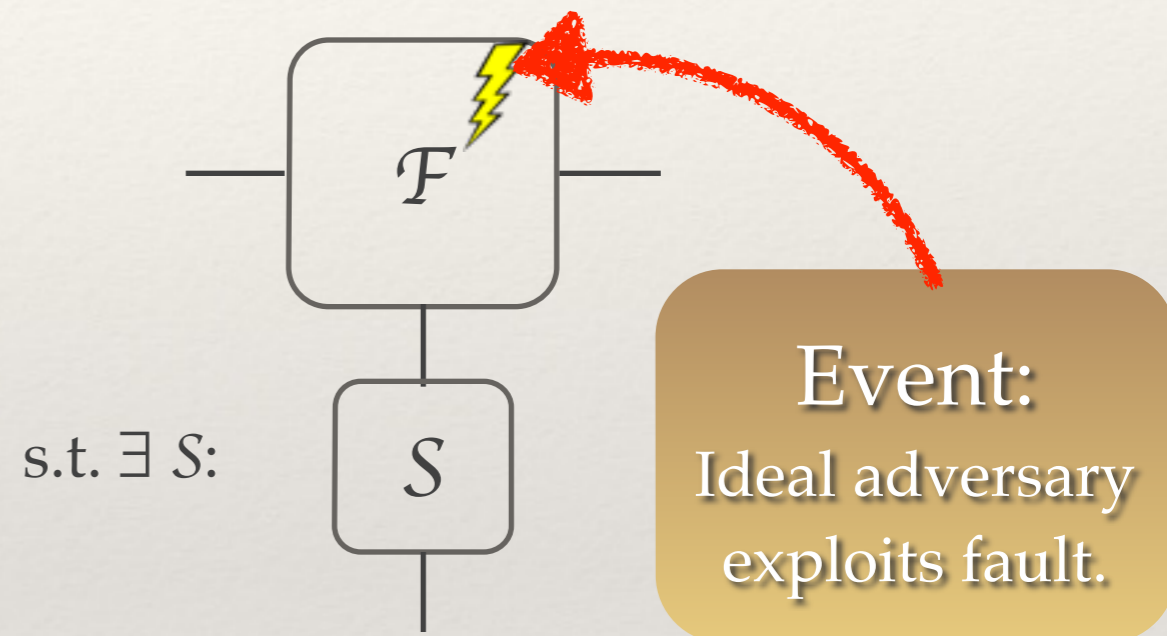 ℱ
s.t. ∃ 𝒮:
𝒮
Event:
Ideal adversary
exploits fault.